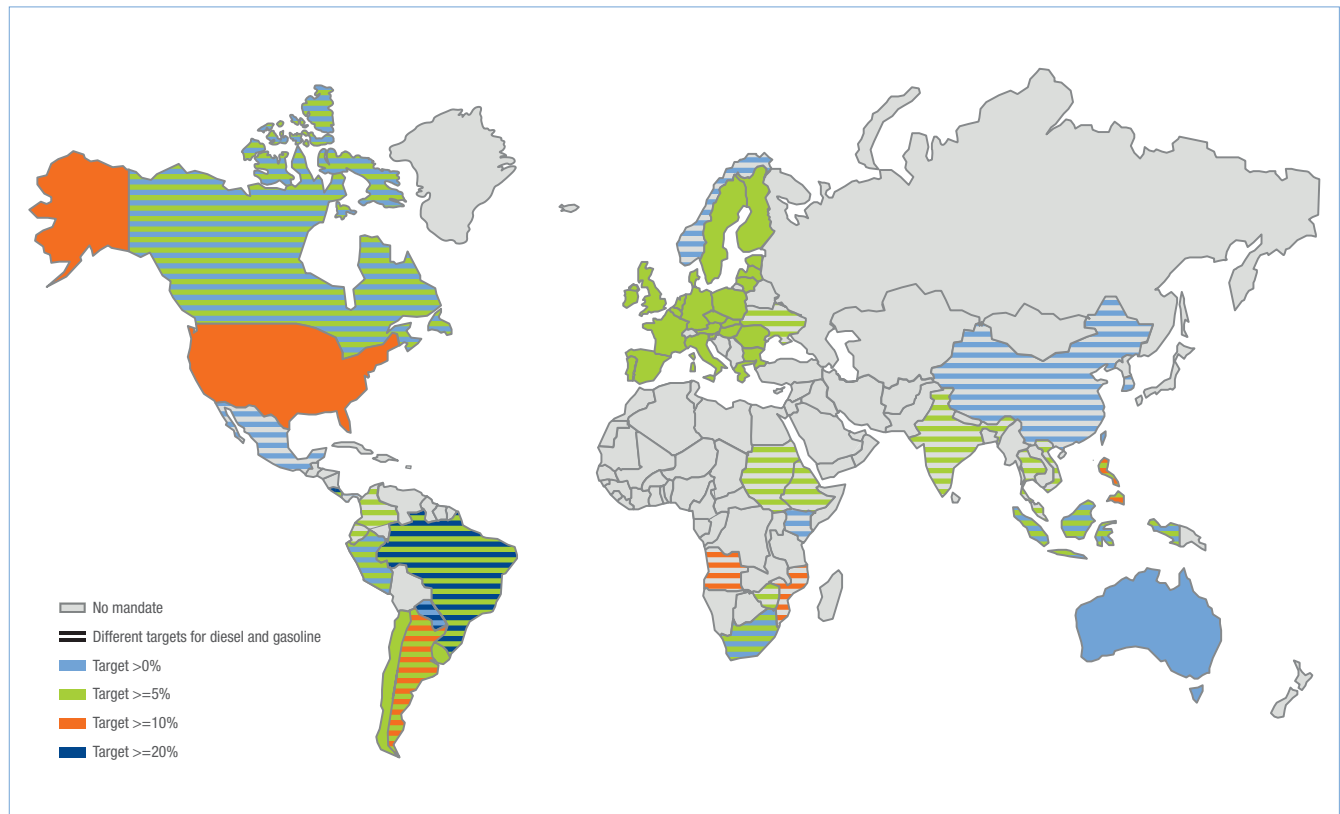 No mandate
Different targets for diesel and gasoline
Target >0%
Target >=5%
Target >=10%
Target >=20%